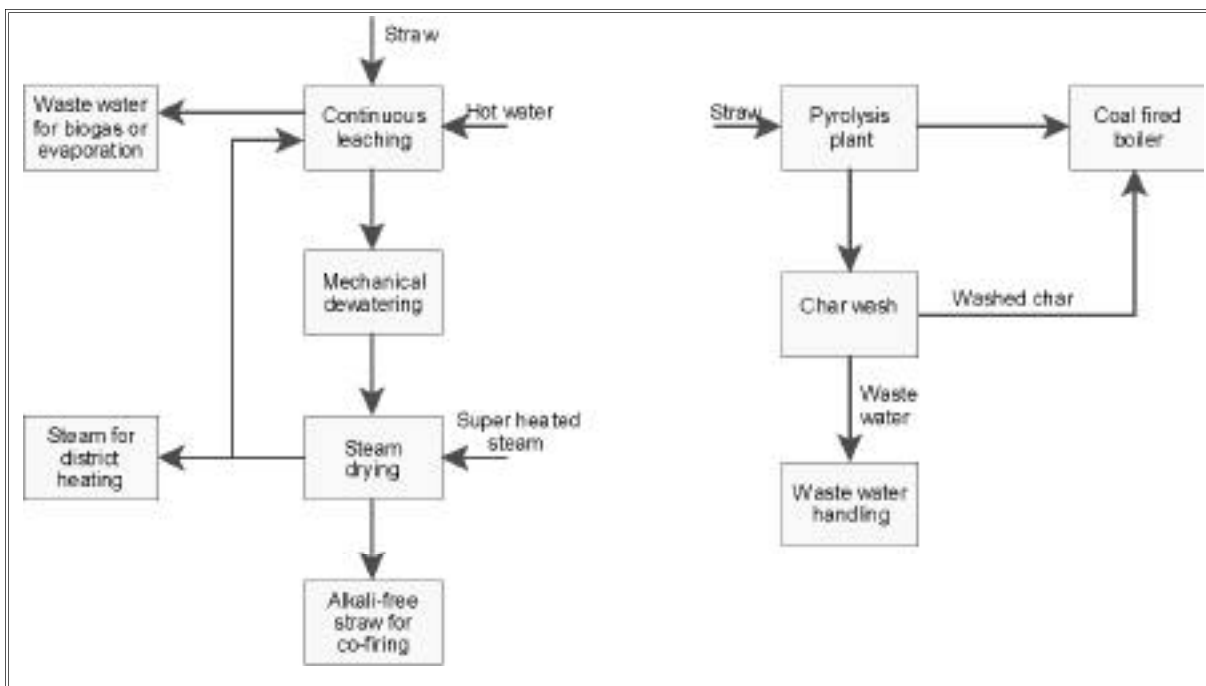 Straw
Waste water
for biogas or
evaporation
Continuous
leaching
Hot water
Mechanical
dewatering
Super heated
steam
Steam for
district
heating
Steam
drying
Alkali-free
straw for
co-firing
Straw
Pyrolysis
plant
Coal fired
boiler
Char wash
Washed char
Waste
water
Waste water
handling